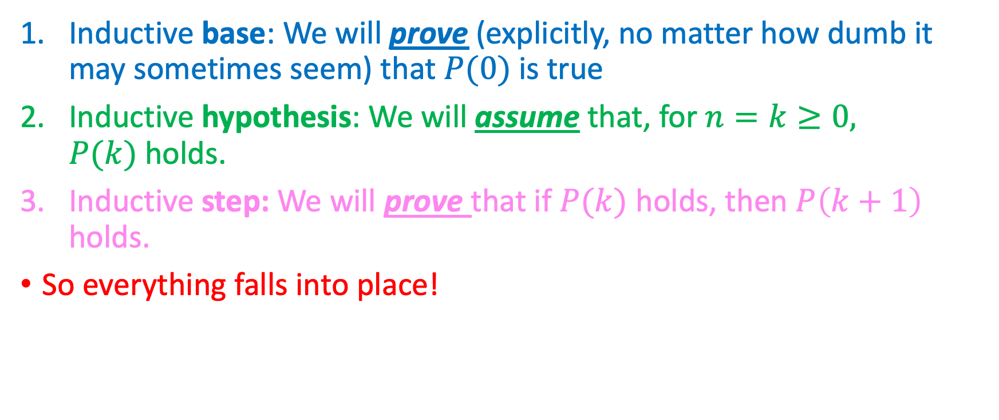 1. Inductive base: We will prove (explicitly, no matter how dumb it
may sometimes seem) that P(0) is true
2. Inductive hypothesis: We will assume that, for n = k ≥ 0,
P(k) holds.
3. Inductive step: We will prove that if P(k) holds, then P(k + 1)
holds.
• So everything falls into place!